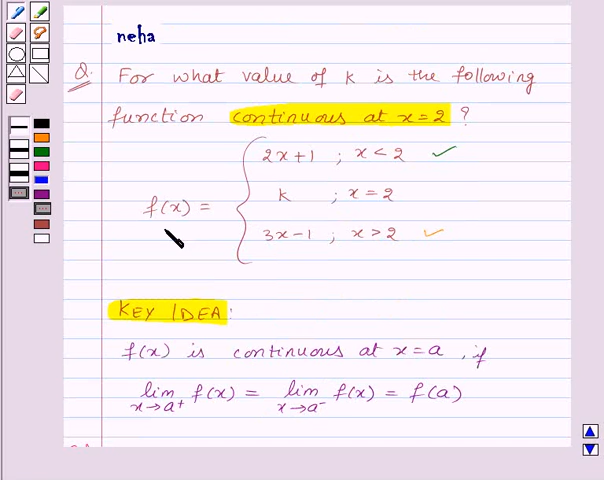 neha
Q. For what value of k is the following
function continuous at x=2 ?
2x+1 ; x<2 ✓
f(x) = { k ; x=2
3x-1 ; x>2 ✓
KEY IDEA:
f(x) is continuous at x=a, if
lim x→a⁺ f(x) = lim x→a⁻ f(x) = f(a)